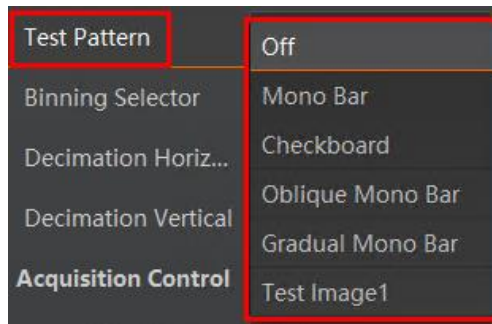 Test Pattern
Off
Binning Selector
Mono Bar
Decimation Horiz...
Checkboard
Decimation Vertical
Oblique Mono Bar
Gradual Mono Bar
Acquisition Control
Test Image1